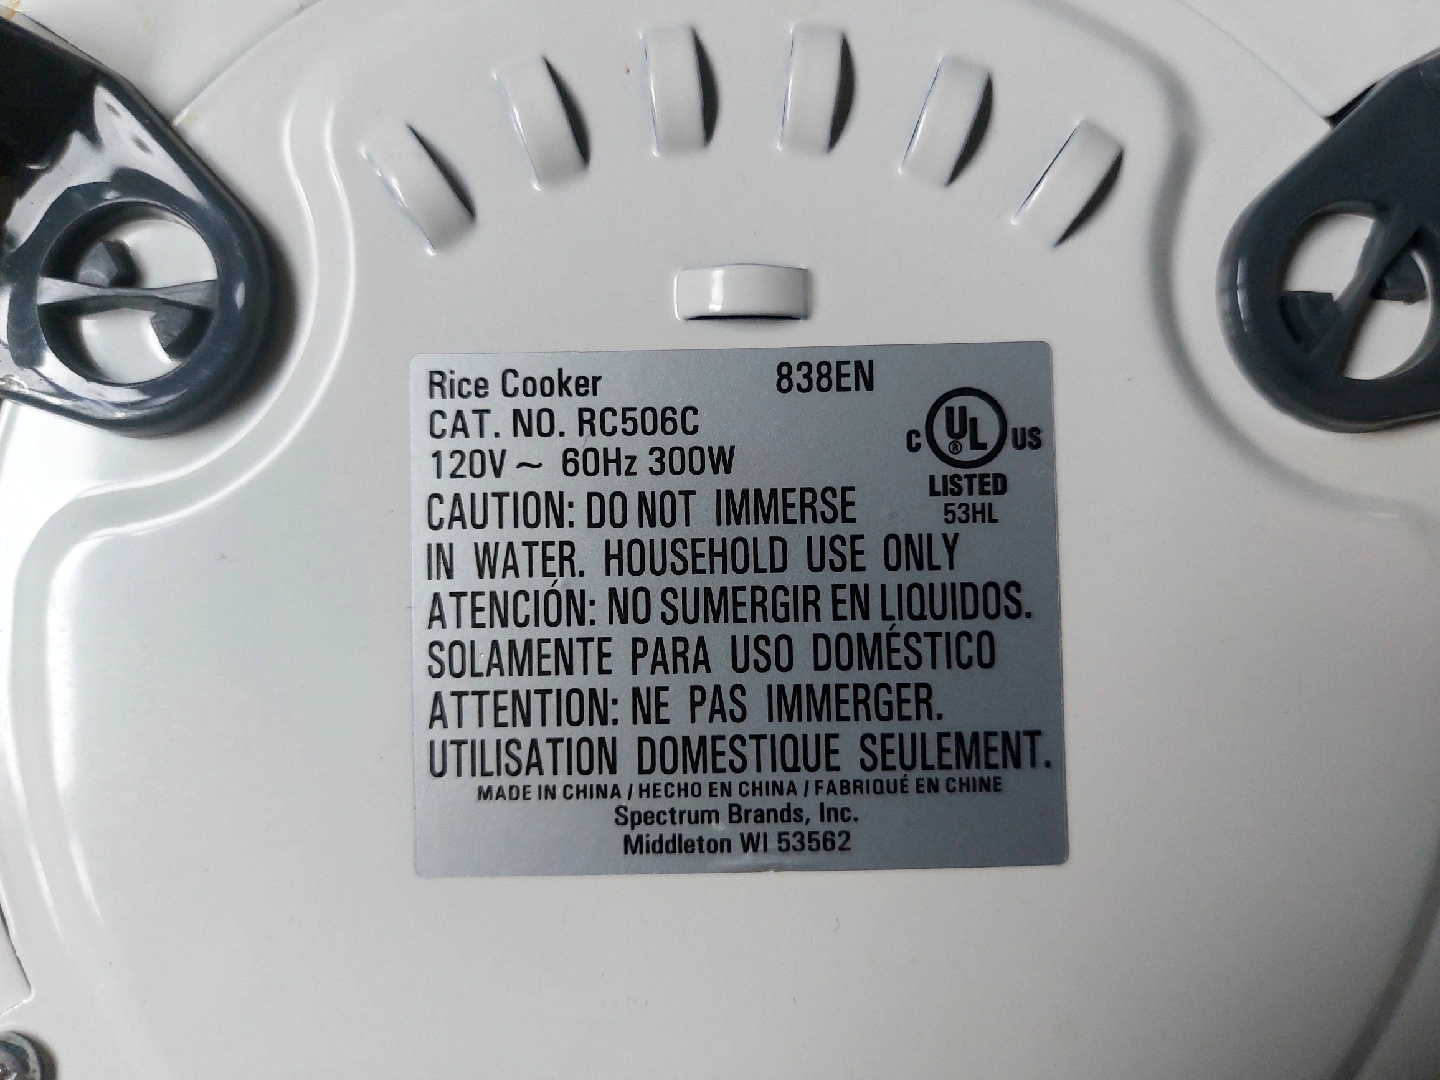 Rice Cooker 838EN
CAT. NO. RC506C
120V ~ 60Hz 300W
C UL ® US
LISTED
53HL
CAUTION: DO NOT IMMERSE
IN WATER. HOUSEHOLD USE ONLY
ATENCIÓN: NO SUMERGIR EN LIQUIDOS.
SOLAMENTE PARA USO DOMÉSTICO
ATTENTION: NE PAS IMMERGER.
UTILISATION DOMESTIQUE SEULEMENT.
MADE IN CHINA / HECHO EN CHINA / FABRIQUÉ EN CHINE
Spectrum Brands, Inc.
Middleton WI 53562